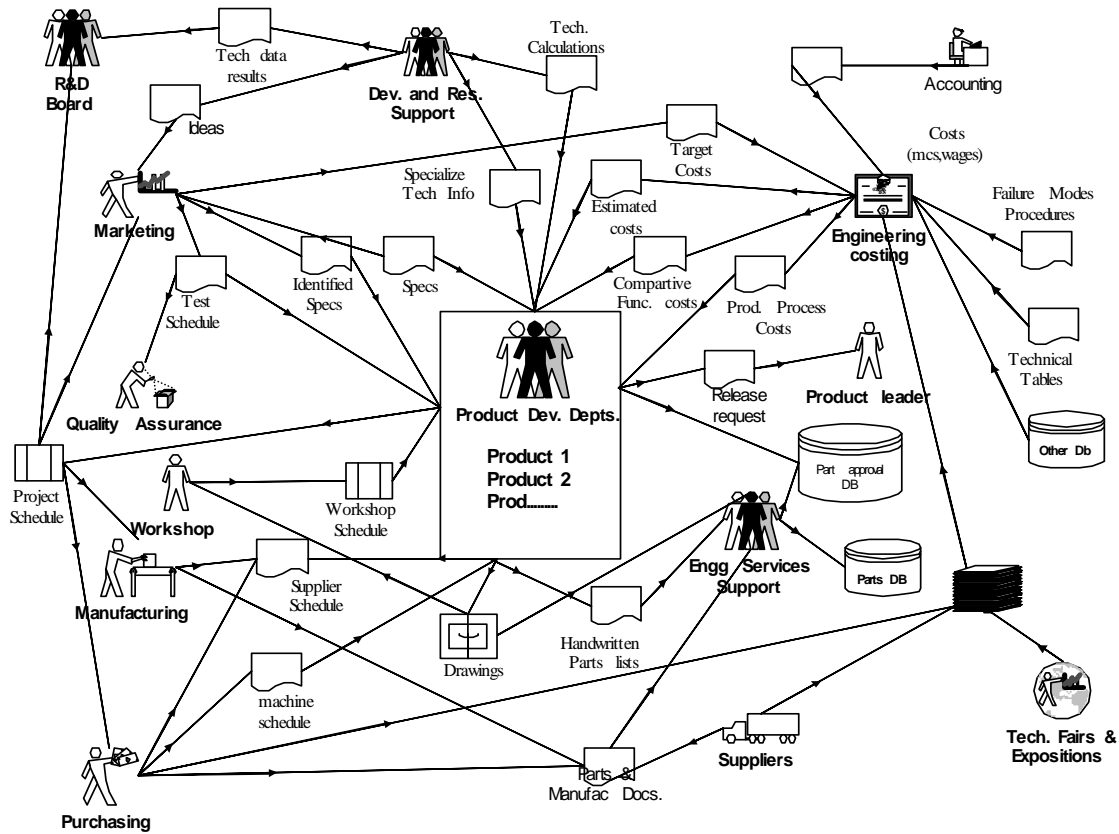 Tech data
results
R&D
Board
Dev. and Res.
Support
Tech.
Calculations
Accounting
Ideas
Costs
(mcs,wages)
Target
Costs
Specialize
Tech Info
Estimated
costs
Failure Modes
Procedures
Marketing
Engineering
costing
Identified
Specs
Specs
Compartive
Func. costs
Test
Schedule
Prod. Process
Costs
Technical
Tables
Release
request
Product leader
Quality Assurance
Product Dev. Depts.
Product 1
Product 2
Prod.........
Part approval
DB
Other Db
Project
Schedule
Workshop
Workshop
Schedule
Engg Services
Support
Parts DB
Manufacturing
Supplier
Schedule
Drawings
Handwritten
Parts lists
machine
schedule
Tech. Fairs &
Expositions
Suppliers
Parts &
Manufac Docs.
Purchasing